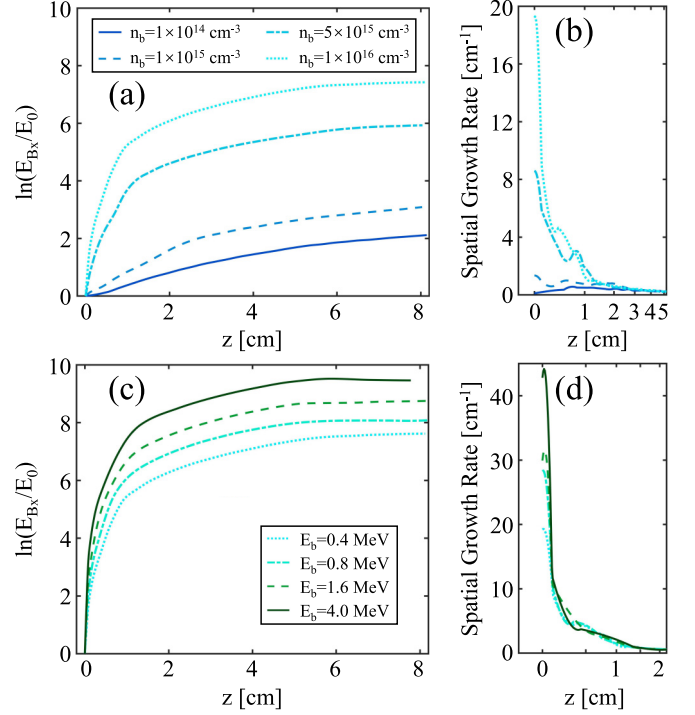 n_b=1×10^14 cm^-3
n_b=5×10^15 cm^-3
n_b=1×10^15 cm^-3
n_b=1×10^16 cm^-3
(a)
ln(E_Bx/E_0)
10
8
6
4
2
0
0 2 4 6 8
z [cm]
(b)
Spatial Growth Rate [cm^-1]
20
16
12
8
4
0
0 1 2 3 4 5
z [cm]
(c)
ln(E_Bx/E_0)
10
8
6
4
2
0
E_b=0.4 MeV
E_b=0.8 MeV
E_b=1.6 MeV
E_b=4.0 MeV
0 2 4 6 8
z [cm]
(d)
Spatial Growth Rate [cm^-1]
40
30
20
10
0
0 1 2
z [cm]